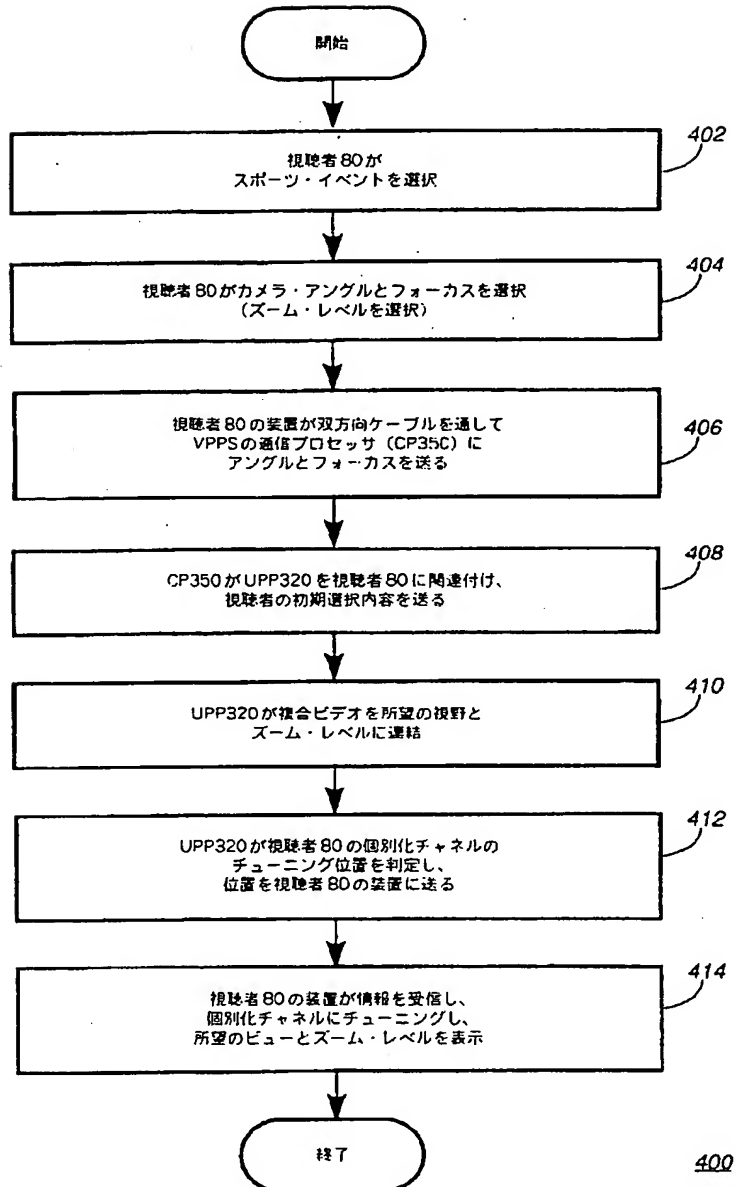 開始
視聴者80が
スポーツ・イベントを選択
402
視聴者80がカメラ・アングルとフォーカスを選択
(ズーム・レベルを選択)
404
視聴者80の装置が双方向ケーブルを通して
VPPSの通信プロセッサ(CP350)に
アングルとフォーカスを送る
406
CP350がUPP320を視聴者80に関連付け、
視聴者の初期選択内容を送る
408
UPP320が複合ビデオを所望の視野と
ズーム・レベルに連結
410
UPP320が視聴者80の個別化チャネルの
チューニング位置を判定し、
位置を視聴者80の装置に送る
412
視聴者80の装置が情報を受信し、
個別化チャネルにチューニングし、
所望のビューとズーム・レベルを表示
414
終了
400